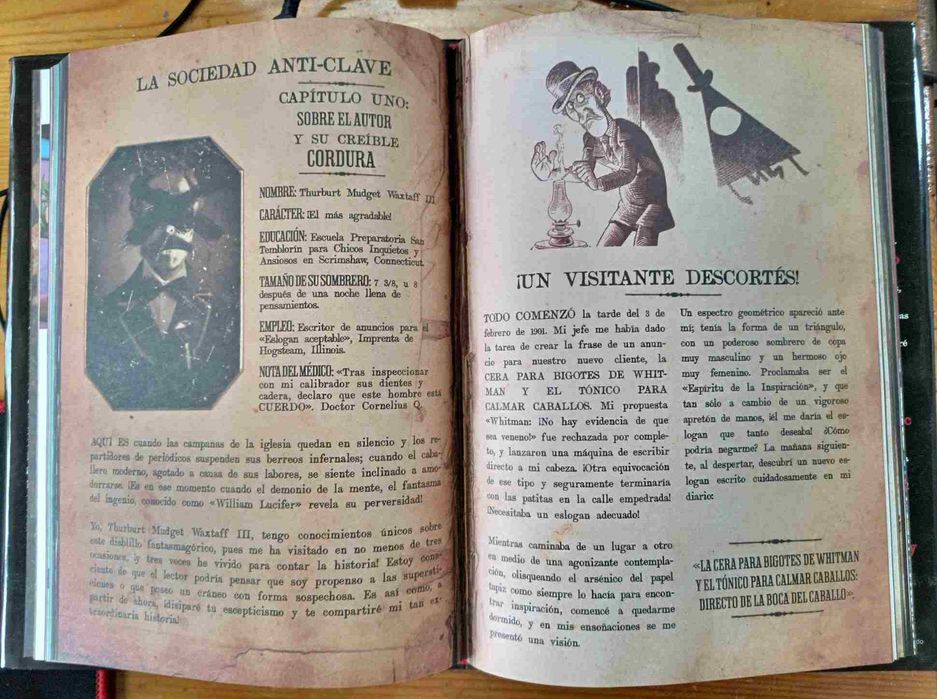 LA SOCIEDAD ANTI-CLAVE
CAPÍTULO UNO:
SOBRE EL AUTOR
Y SU CREÍBLE
CORDURA
NOMBRE: Thurburt Mudget Waxtaff III
CARÁCTER: ¡El más agradable!
EDUCACIÓN: Escuela Preparatoria San
Temblorín para Chicos Inquietos y
Ansiosos en Scrimshaw, Connecticut.
TAMAÑO DE SU SOMBRERO: 7 3/8, u 8
después de una noche llena de
pensamientos.
EMPLEO: Escritor de anuncios para el
«Eslogan aceptable», Imprenta de
Hogsteam, Illinois.
NOTA DEL MÉDICO: «Tras inspeccionar
con mi calibrador sus dientes y
cadera, declaro que este hombre está
CUERDO». Doctor Cornelius Q.
AQUÍ ES cuando las campanas de la iglesia quedan en silencio y los re-
partidores de periódicos suspenden sus berreos infernales; cuando el caba-
llero moderno, agotado a causa de sus labores, se siente inclinado a amo-
dorrarse. ¡Es en ese momento cuando el demonio de la mente, el fantasma
del ingenio, conocido como «William Lucifer» revela su perversidad!
Yo, Thurburt Mudget Waxtaff III, tengo conocimientos únicos sobre
este diablillo fantasmagórico, pues me ha visitado en no menos de tres
ocasiones, ¡y tres veces he vivido para contar la historia! Estoy cons-
ciente de que el lector podría pensar que soy propenso a las supersti-
ciones o que poseo un cráneo con forma sospechosa. Es así como, a
partir de ahora, ¡disiparé tu escepticismo y te compartiré mi tan ex-
traordinaria historia!
¡UN VISITANTE DESCORTÉS!
TODO COMENZÓ la tarde del 3 de
febrero de 1901. Mi jefe me había dado
la tarea de crear la frase de un anun-
cio para nuestro nuevo cliente, la
CERA PARA BIGOTES DE WHIT-
MAN Y EL TÓNICO PARA
CALMAR CABALLOS. Mi propuesta
«Whitman: ¡No hay evidencia de que
sea veneno!» fue rechazada por comple-
to, y lanzaron una máquina de escribir
directo a mi cabeza. ¡Otra equivocación
de ese tipo y seguramente terminaría
con las patitas en la calle empedrada!
¡Necesitaba un eslogan adecuado!
Mientras caminaba de un lugar a otro
en medio de una agonizante contempla-
ción, olisqueando el arsénico del papel
tapiz como siempre lo hacía para encon-
trar inspiración, comencé a quedarme
dormido, y en mis ensoñaciones se me
presentó una visión.
Un espectro geométrico apareció ante
mí; tenía la forma de un triángulo,
con un poderoso sombrero de copa
muy masculino y un hermoso ojo
muy femenino. Proclamaba ser el
«Espíritu de la Inspiración», y que
tan sólo a cambio de un vigoroso
apretón de manos, ¡él me daría el es-
logan que tanto deseaba! ¿Cómo
podría negarme? La mañana siguien-
te, al despertar, descubrí un nuevo es-
logan escrito cuidadosamente en mi
diario:
«LA CERA PARA BIGOTES DE WHITMAN
Y EL TÓNICO PARA CALMAR CABALLOS:
DIRECTO DE LA BOCA DEL CABALLO».